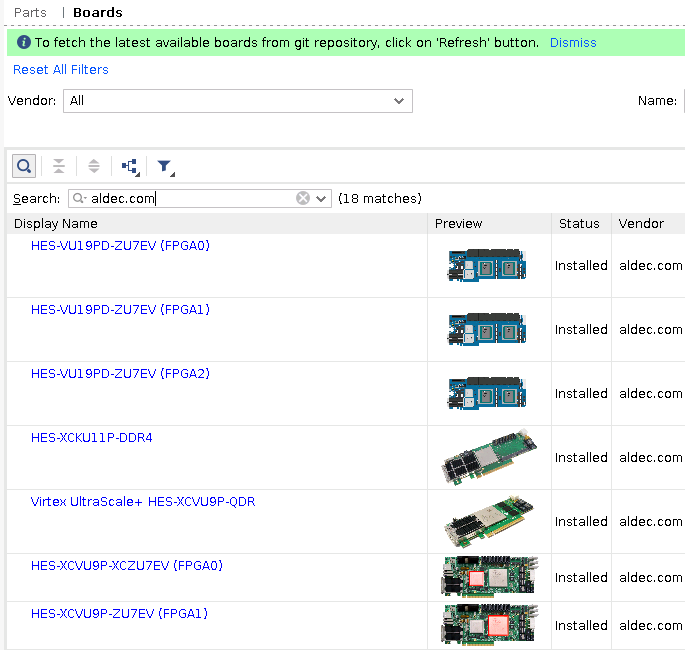 Parts | Boards
To fetch the latest available boards from git repository, click on 'Refresh' button. Dismiss
Reset All Filters
Vendor: All Name:
Search: aldec.com (18 matches)
Display Name Preview Status Vendor
HES-VU19PD-ZU7EV (FPGA0) Installed aldec.com
HES-VU19PD-ZU7EV (FPGA1) Installed aldec.com
HES-VU19PD-ZU7EV (FPGA2) Installed aldec.com
HES-XCKU11P-DDR4 Installed aldec.com
Virtex UltraScale+ HES-XCVU9P-QDR Installed aldec.com
HES-XCVU9P-XCZU7EV (FPGA0) Installed aldec.com
HES-XCVU9P-ZU7EV (FPGA1) Installed aldec.com